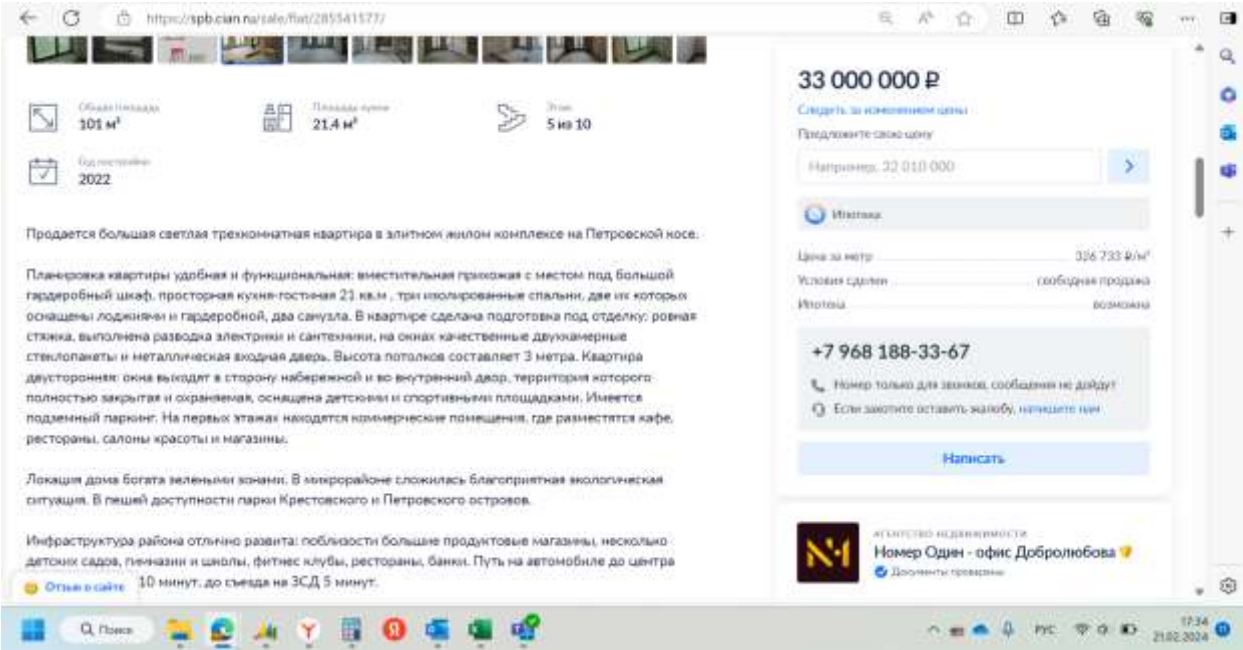 https://spb.cian.ru/sale/flat/285541577/
Общая площадь
101 м²
Площадь кухни
21,4 м²
Этаж
5 из 10
Год постройки
2022
Продается большая светлая трехкомнатная квартира в элитном жилом комплексе на Петровской косе.
Планировка квартиры удобная и функциональная: вместительная прихожая с местом под большой
гардеробный шкаф, просторная кухня-гостиная 21 кв.м , три изолированные спальни, две их которых
оснащены лоджиями и гардеробной, два санузла. В квартире сделана подготовка под отделку: ровная
стяжка, выполнена разводка электрики и сантехники, на окнах качественные двухкамерные
стеклопакеты и металлическая входная дверь. Высота потолков составляет 3 метра. Квартира
двусторонняя: окна выходят в сторону набережной и во внутренний двор, территория которого
полностью закрытая и охраняемая, оснащена детскими и спортивными площадками. Имеется
подземный паркинг. На первых этажах находятся коммерческие помещения, где разместятся кафе,
рестораны, салоны красоты и магазины.
Локация дома богата зелеными зонами. В микрорайоне сложилась благоприятная экологическая
ситуация. В пешей доступности парки Крестовского и Петровского островов.
Инфраструктура района отлично развита: поблизости большие продуктовые магазины, несколько
детских садов, гимназии и школы, фитнес клубы, рестораны, банки. Путь на автомобиле до центра
10 минут, до съезда на ЗСД 5 минут.
Отзыв о сайте
33 000 000 ₽
Следить за изменением цены
Предложите свою цену
Например, 32 010 000
Ипотека
Цена за метр 326 733 ₽/м²
Условия сделки свободная продажа
Ипотека возможна
+7 968 188-33-67
Номер только для звонков, сообщения не дойдут
Если захотите оставить жалобу, напишите нам
Написать
АГЕНТСТВО НЕДВИЖИМОСТИ
Номер Один - офис Добролюбова
Документы проверены
Поиск
РУС
17:34
21.02.2024